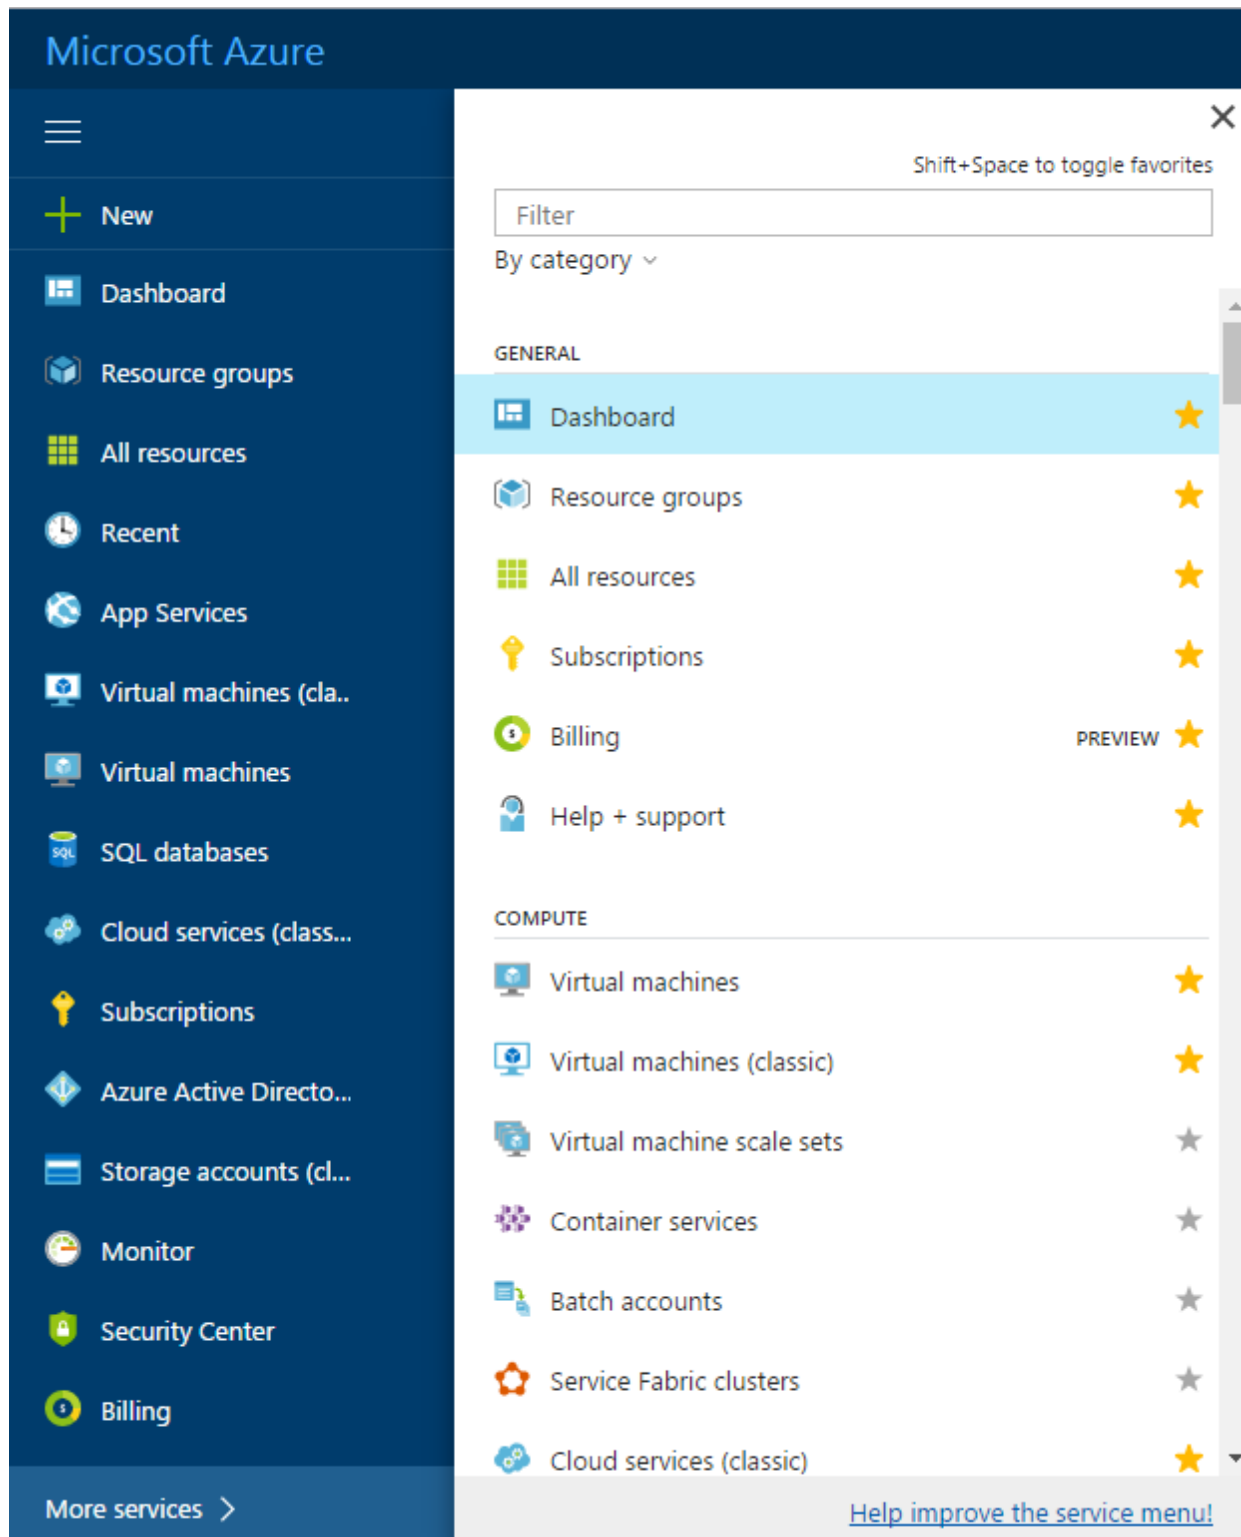 Microsoft Azure
Shift+Space to toggle favorites
New
Filter
By category
Dashboard
Resource groups
All resources
Recent
App Services
Virtual machines (cla..
Virtual machines
SQL databases
Cloud services (class...
Subscriptions
Azure Active Directo...
Storage accounts (cl...
Monitor
Security Center
Billing
More services
GENERAL
Dashboard
Resource groups
All resources
Subscriptions
Billing PREVIEW
Help + support
COMPUTE
Virtual machines
Virtual machines (classic)
Virtual machine scale sets
Container services
Batch accounts
Service Fabric clusters
Cloud services (classic)
Help improve the service menu!